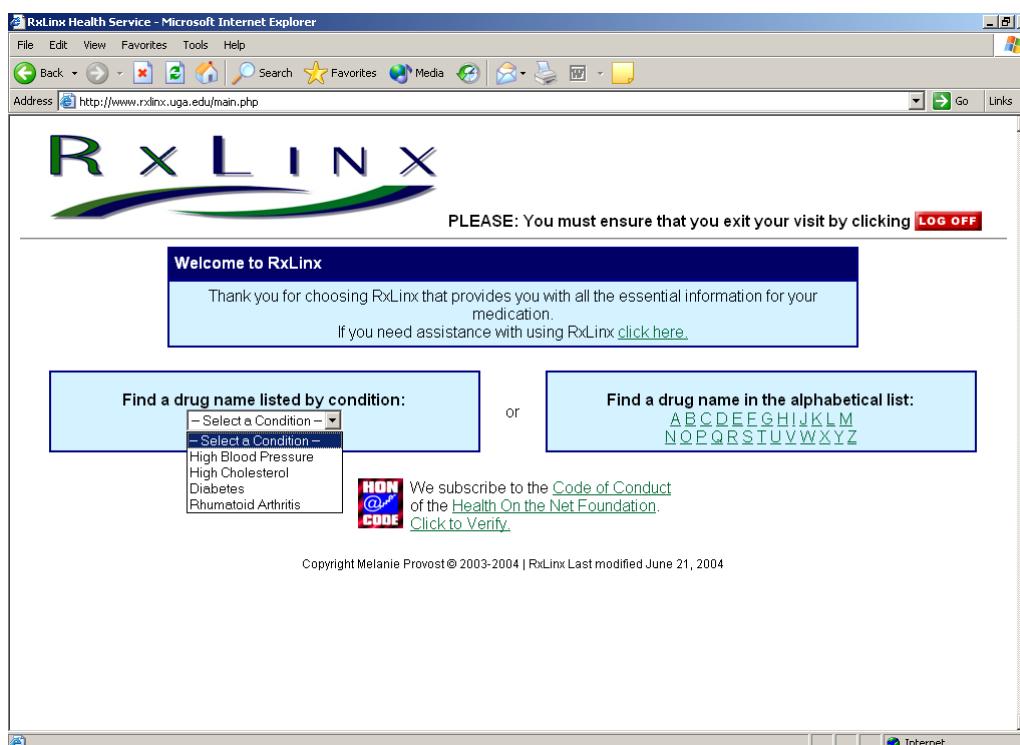 RxLinx Health Service - Microsoft Internet Explorer
File Edit View Favorites Tools Help
Back Search Favorites Media
Address http://www.rxlinx.uga.edu/main.php Go Links
RxLinx
PLEASE: You must ensure that you exit your visit by clicking LOG OFF
Welcome to RxLinx
Thank you for choosing RxLinx that provides you with all the essential information for your
medication.
If you need assistance with using RxLinx click here.
Find a drug name listed by condition:
-- Select a Condition --
-- Select a Condition --
High Blood Pressure
High Cholesterol
Diabetes
Rhumatoid Arthritis
or
Find a drug name in the alphabetical list:
A B C D E F G H I J K L M
N O P Q R S T U V W X Y Z
HON
@
CODE
We subscribe to the Code of Conduct
of the Health On the Net Foundation.
Click to Verify.
Copyright Melanie Provost © 2003-2004 | RxLinx Last modified June 21, 2004
Internet